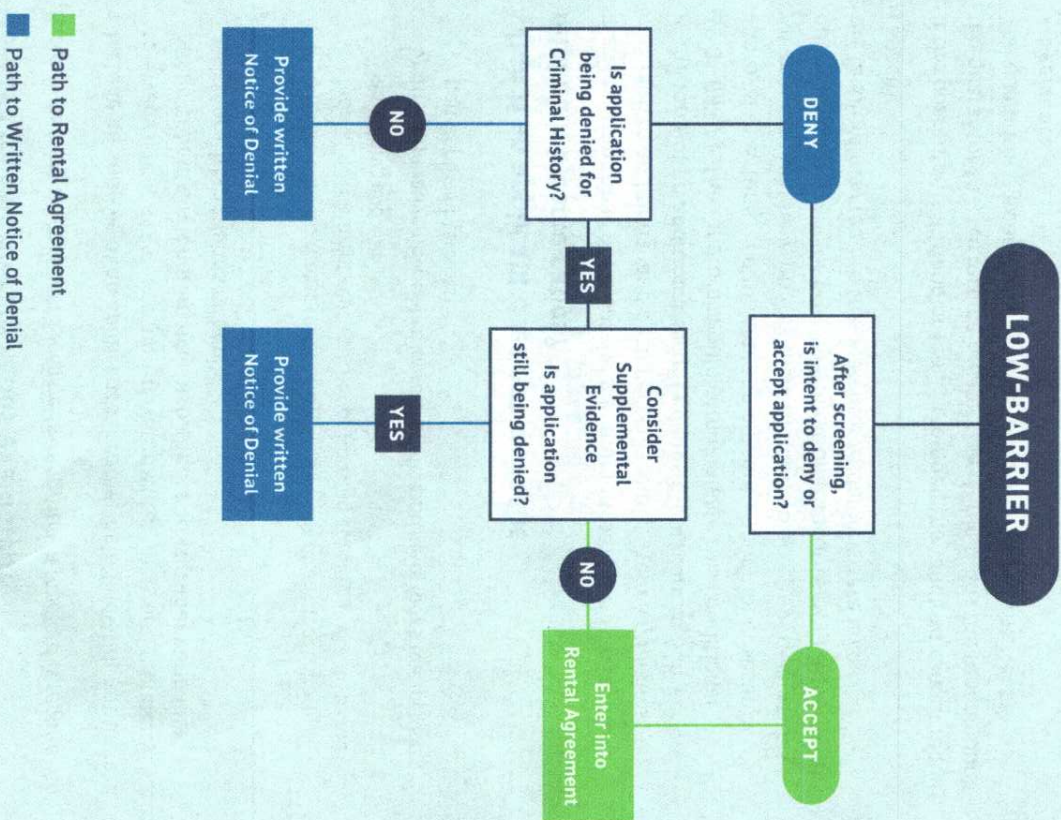 LOW-BARRIER
After screening,
is intent to deny or
accept application?
DENY
ACCEPT
Is application
being denied for
Criminal History?
YES
Consider
Supplemental
Evidence
Is application
still being denied?
NO
Enter into
Rental Agreement
NO
YES
Provide written
Notice of Denial
Provide written
Notice of Denial
Path to Rental Agreement
Path to Written Notice of Denial